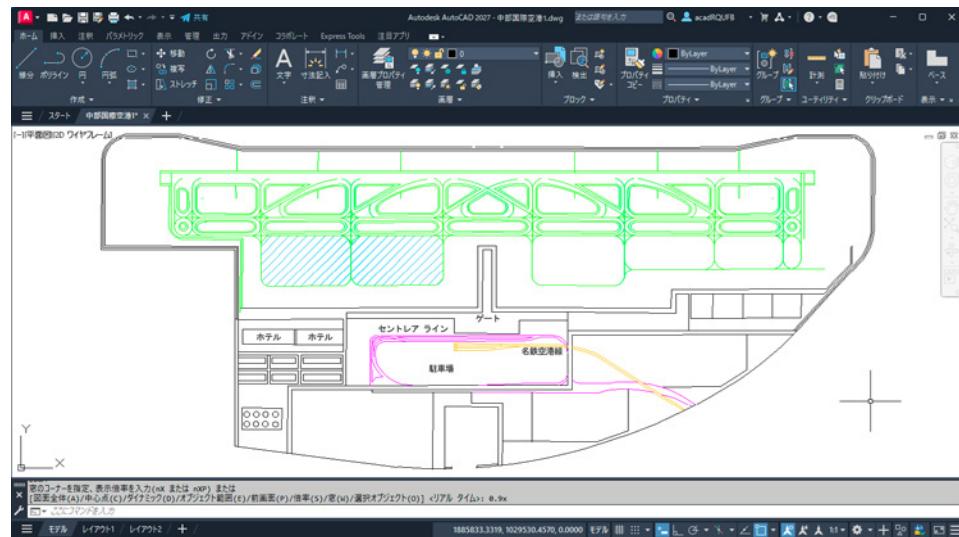 共有
Autodesk AutoCAD 2027 - 中部国際空港1.dwg
acadRQUFB
ホーム 挿入 注釈 パラメトリック 表示 管理 出力 アドイン コラボレート Express Tools 注目アプリ
線分 ポリライン 円 円弧
移動
複写
ストレッチ
文字 寸法記入
画層プロパティ管理
0
挿入 検出
プロパティコピー
ByLayer
ByLayer
ByLayer
グループ
計測
貼り付け
ベース
作成 修正 注釈 画層 ブロック プロパティ グループ ユーティリティ クリップボード 表示
スタート 中部国際空港1*
[-][平面図][2D ワイヤフレーム]
ゲート
セントレア ライン
ホテル ホテル
名鉄空港線
駐車場
Y
X
窓のコーナーを指定、表示倍率を入力(nX または nXP) または
[図面全体(A)/中心点(C)/ダイナミック(D)/オブジェクト範囲(E)/前画面(P)/倍率(S)/窓(W)/選択オブジェクト(O)] <リアル タイム>: 0.9x
ここにコマンドを入力
モデル レイアウト1 レイアウト2
1885833.3319, 1029530.4570, 0.0000 モデル 1:1